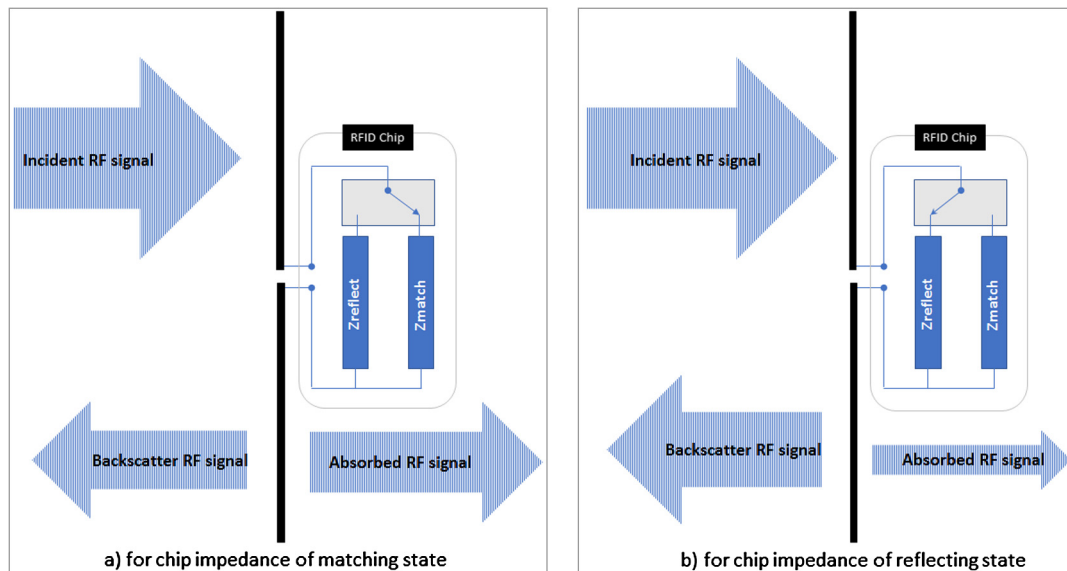 RFID Chip
Incident RF signal
Zreflect
Zmatch
Backscatter RF signal
Absorbed RF signal
a) for chip impedance of matching state
RFID Chip
Incident RF signal
Zreflect
Zmatch
Backscatter RF signal
Absorbed RF signal
b) for chip impedance of reflecting state